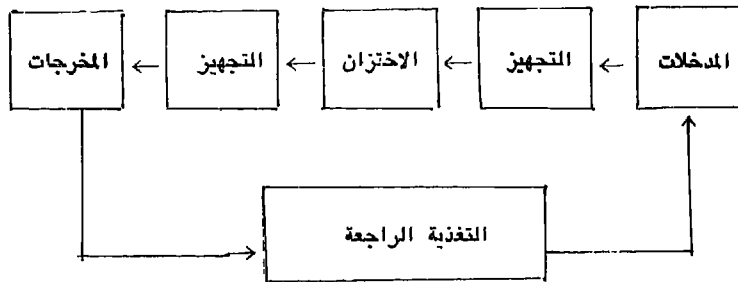 المدخلات
التجهيز
الاختزان
التجهيز
المخرجات
التغذية الراجعة